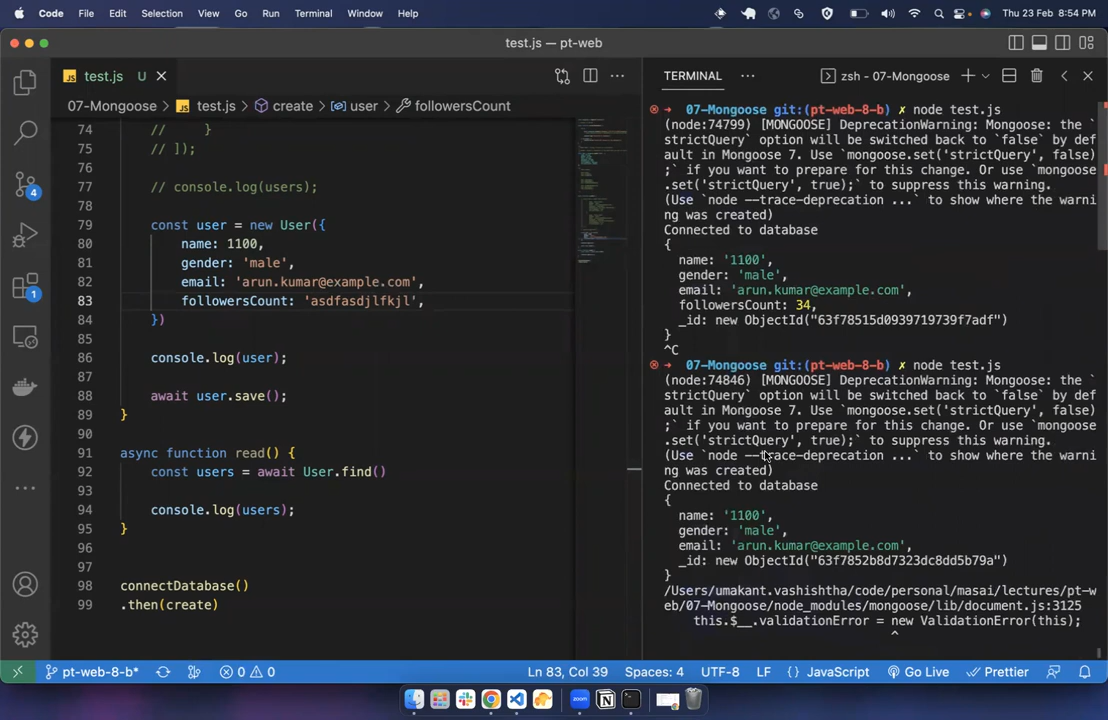 Code File Edit Selection View Go Run Terminal Window Help Thu 23 Feb 8:54 PM
test.js — pt-web
JS test.js U
07-Mongoose > JS test.js > create > user > followersCount
74 // }
75 // ]);
76
77 // console.log(users);
78
79 const user = new User({
80 name: 1100,
81 gender: 'male',
82 email: 'arun.kumar@example.com',
83 followersCount: 'asdfasdjlfkjl',
84 })
85
86 console.log(user);
87
88 await user.save();
89 }
90
91 async function read() {
92 const users = await User.find()
93
94 console.log(users);
95 }
96
97
98 connectDatabase()
99 .then(create)
4
1
TERMINAL ··· zsh - 07-Mongoose
→ 07-Mongoose git:(pt-web-8-b) ✗ node test.js
(node:74799) [MONGOOSE] DeprecationWarning: Mongoose: the `
strictQuery` option will be switched back to `false` by def
ault in Mongoose 7. Use `mongoose.set('strictQuery', false)
;` if you want to prepare for this change. Or use `mongoose
.set('strictQuery', true);` to suppress this warning.
(Use `node --trace-deprecation ...` to show where the warni
ng was created)
Connected to database
{
name: '1100',
gender: 'male',
email: 'arun.kumar@example.com',
followersCount: 34,
_id: new ObjectId("63f78515d0939719739f7adf")
}
^C
→ 07-Mongoose git:(pt-web-8-b) ✗ node test.js
(node:74846) [MONGOOSE] DeprecationWarning: Mongoose: the `
strictQuery` option will be switched back to `false` by def
ault in Mongoose 7. Use `mongoose.set('strictQuery', false)
;` if you want to prepare for this change. Or use `mongoose
.set('strictQuery', true);` to suppress this warning.
(Use `node --trace-deprecation ...` to show where the warni
ng was created)
Connected to database
{
name: '1100',
gender: 'male',
email: 'arun.kumar@example.com',
_id: new ObjectId("63f7852b8d7323dc8dd5b79a")
}
/Users/umakant.vashishtha/code/personal/masai/lectures/pt-w
eb/07-Mongoose/node_modules/mongoose/lib/document.js:3125
this.$__.validationError = new ValidationError(this);
^
pt-web-8-b* 0 0 Ln 83, Col 39 Spaces: 4 UTF-8 LF {} JavaScript Go Live Prettier
zoom